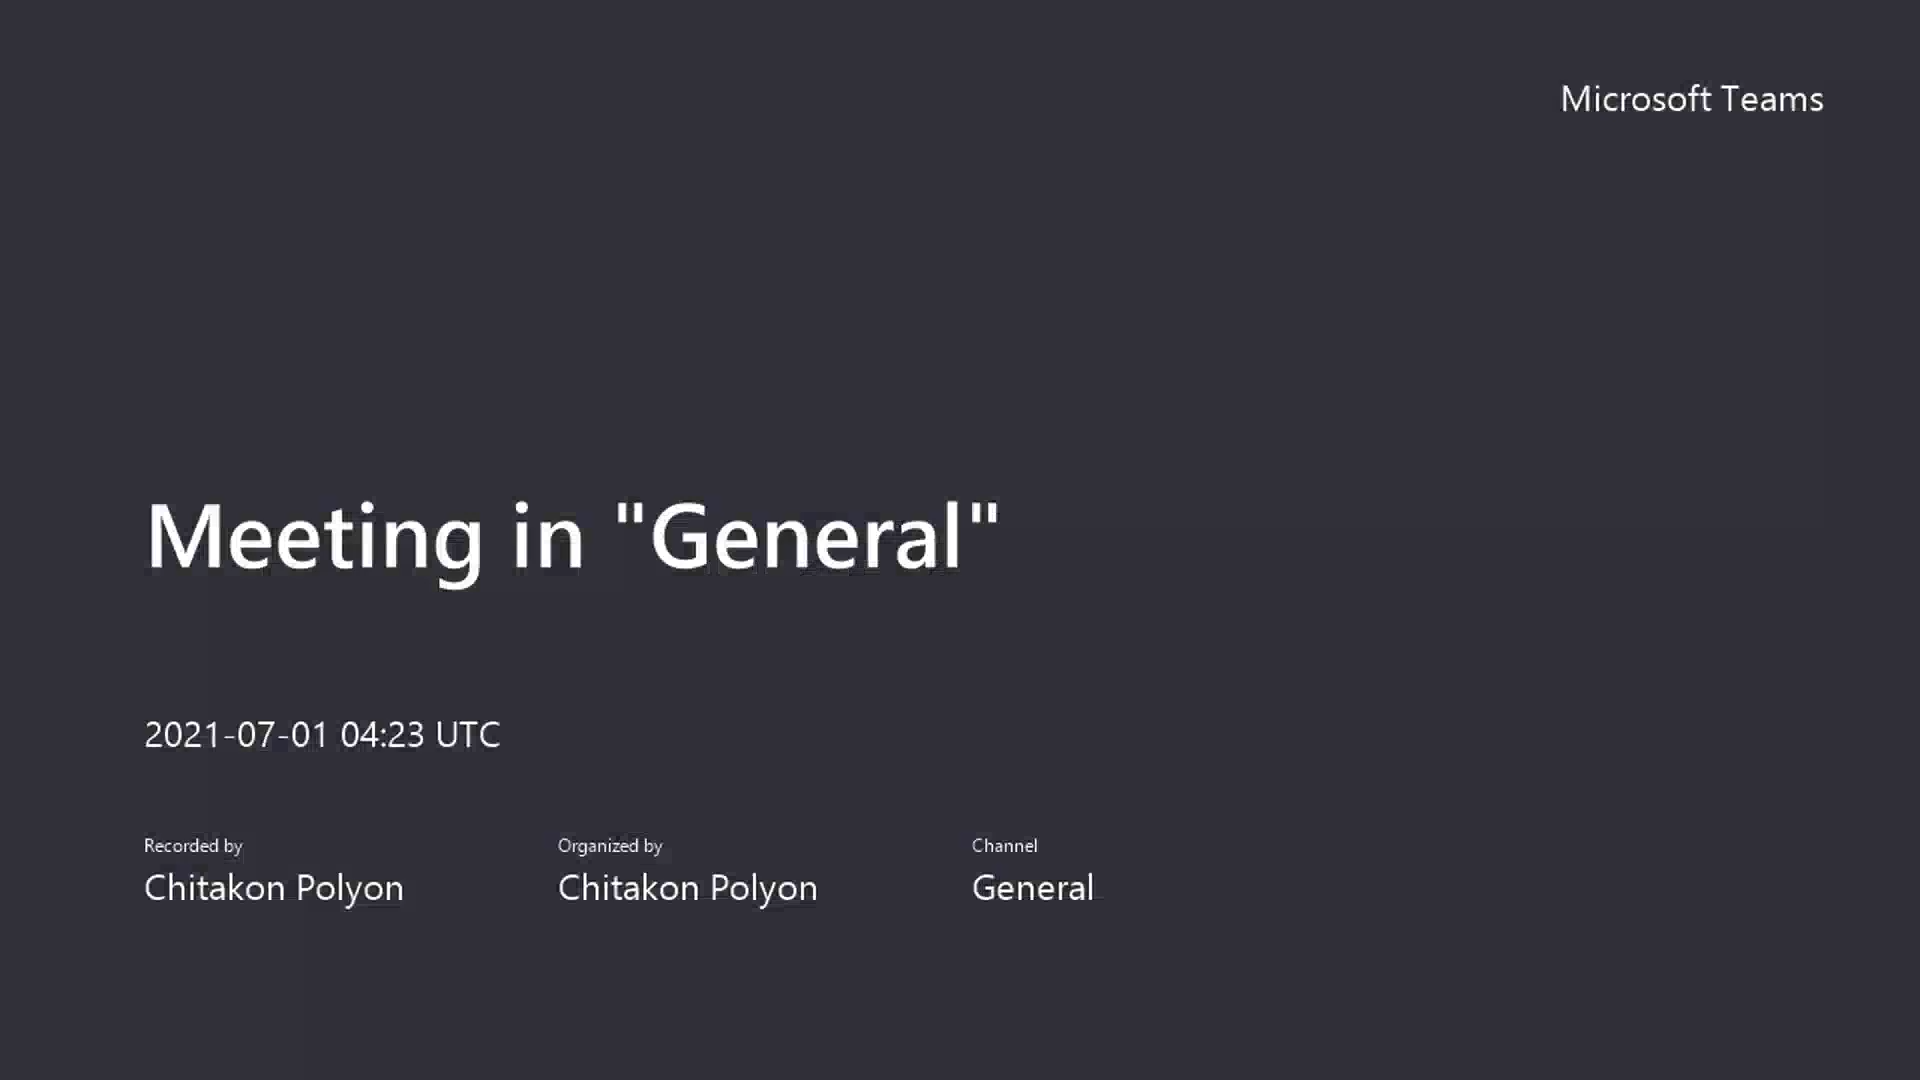 Microsoft Teams
Meeting in "General"
2021-07-01 04:23 UTC
Recorded by
Chitakon Polyon
Organized by
Chitakon Polyon
Channel
General